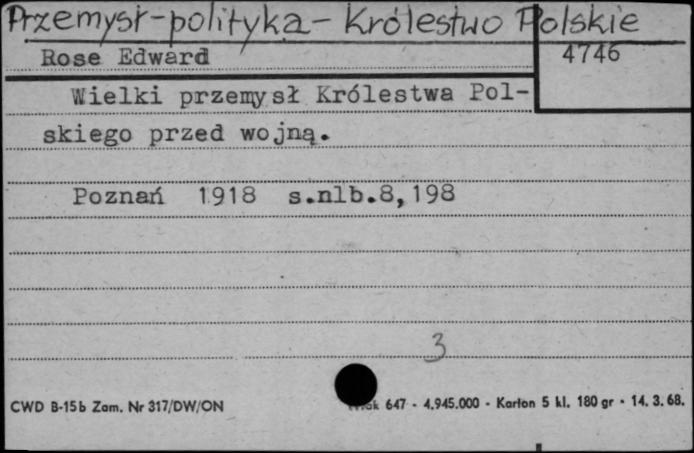 Przemysł-polityka-Królestwo Polskie
Rose Edward 4746
Wielki przemysł Królestwa Pol-
skiego przed wojną.
Poznań 1918 s.nlb.8,198
3
CWD B-15b Zam. Nr 317/DW/ON 647 - 4.945.000 - Karton 5 kl. 180 gr - 14. 3. 68.